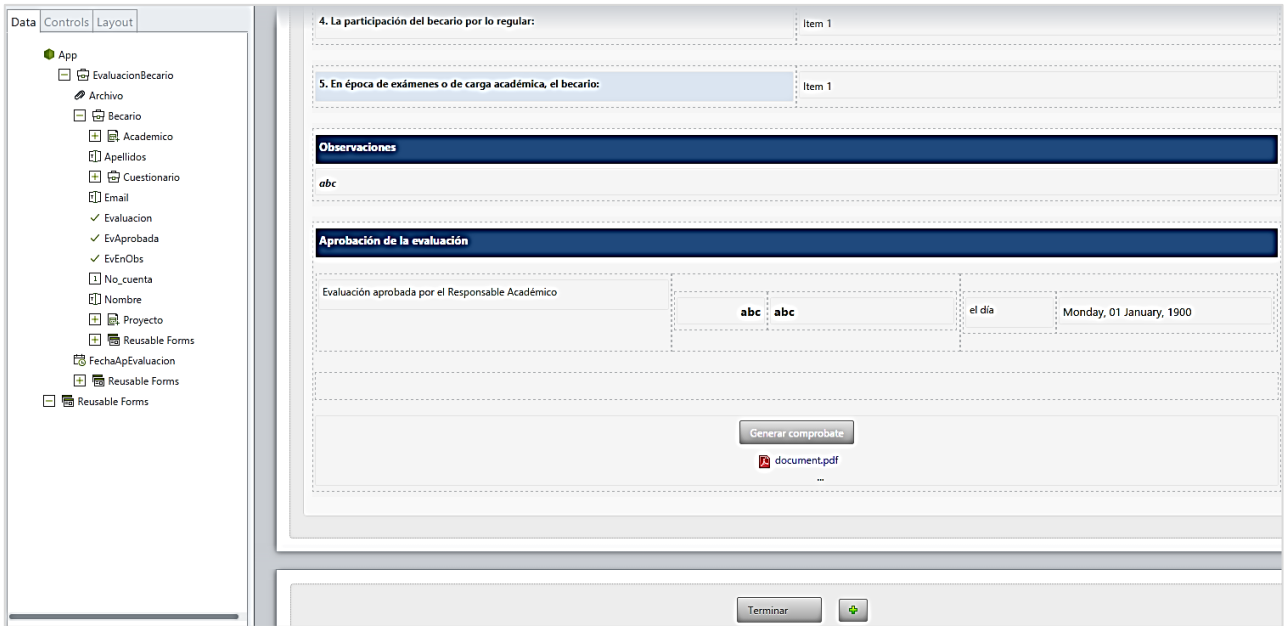 Data Controls Layout
App
EvaluacionBecario
Archivo
Becario
Academico
Apellidos
Cuestionario
Email
Evaluacion
EvAprobada
EvEnObs
No_cuenta
Nombre
Proyecto
Reusable Forms
FechaApEvaluacion
Reusable Forms
Reusable Forms
4. La participación del becario por lo regular: Item 1
5. En época de exámenes o de carga académica, el becario: Item 1
Observaciones
abc
Aprobación de la evaluación
Evaluación aprobada por el Responsable Académico abc abc el día Monday, 01 January, 1900
Generar comprobate
document.pdf
...
Terminar